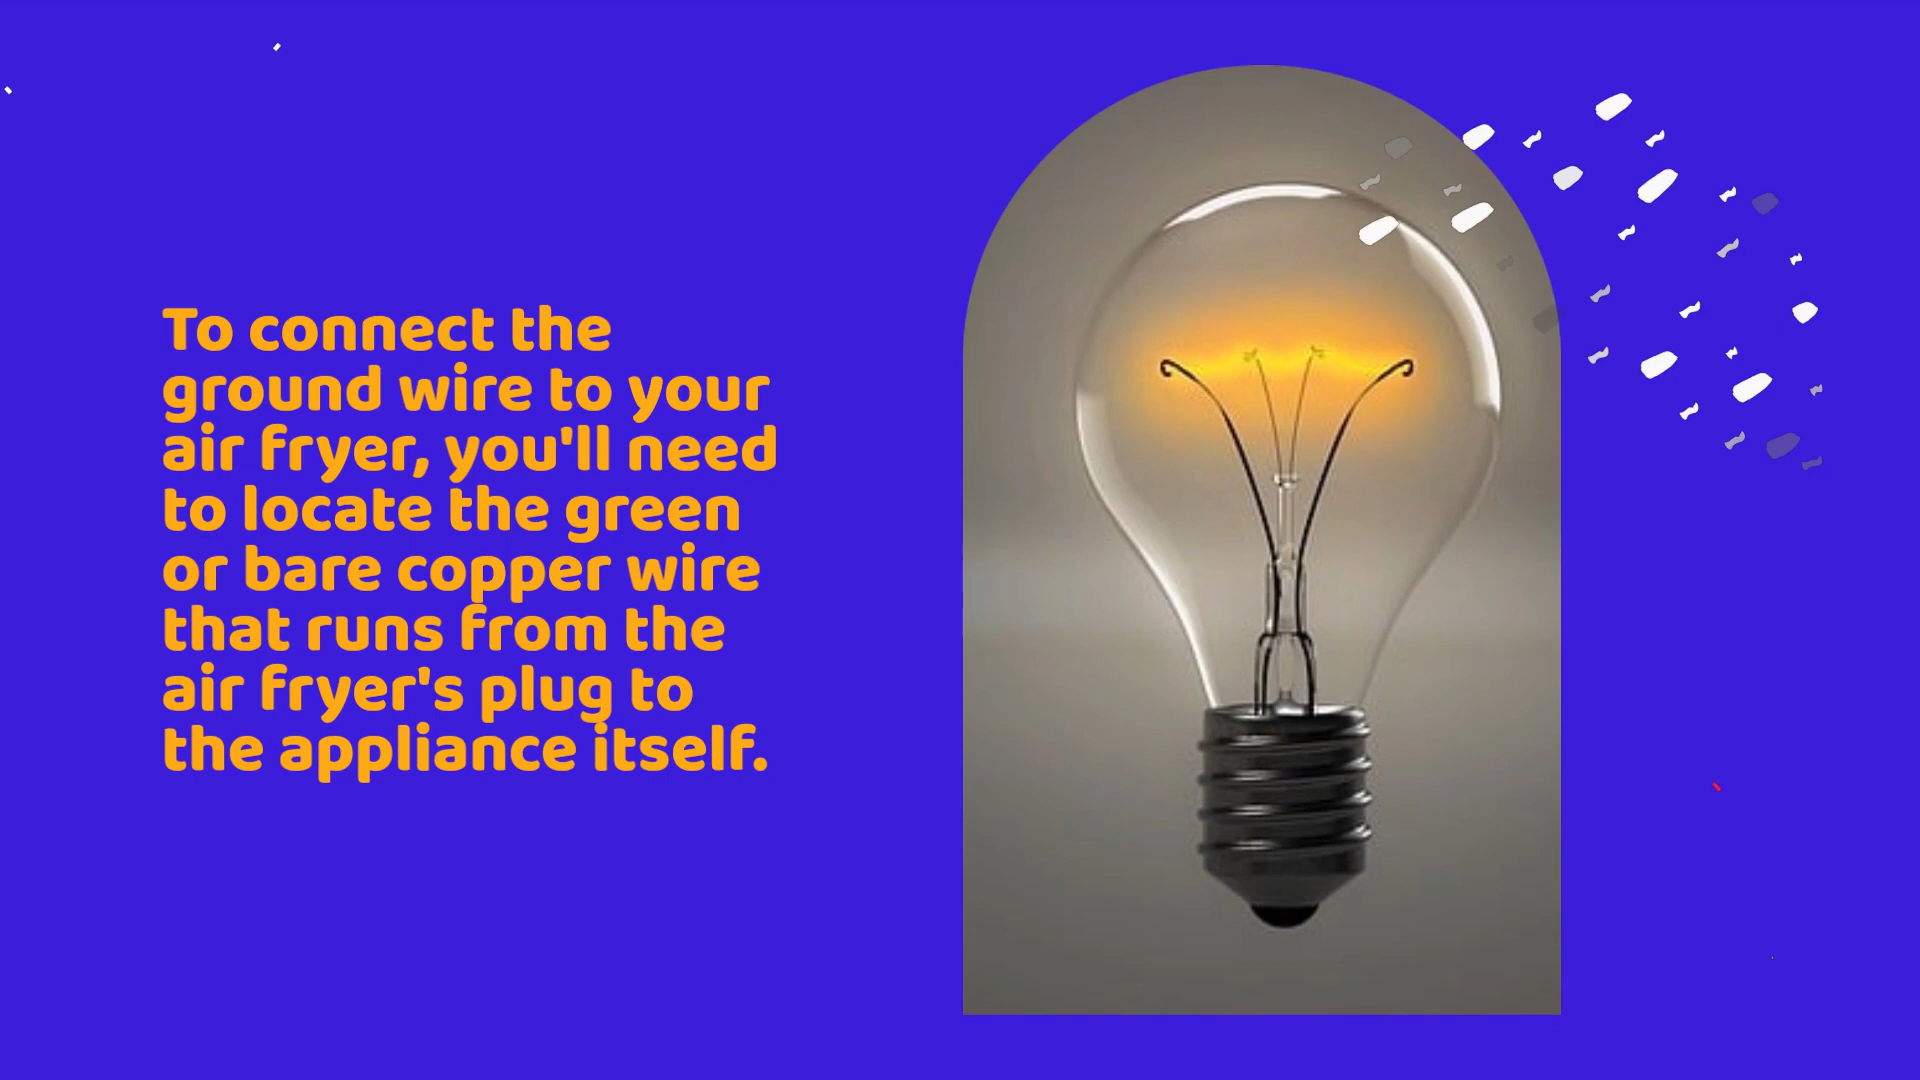 To connect the
ground wire to your
air fryer, you'll need
to locate the green
or bare copper wire
that runs from the
air fryer's plug to
the appliance itself.